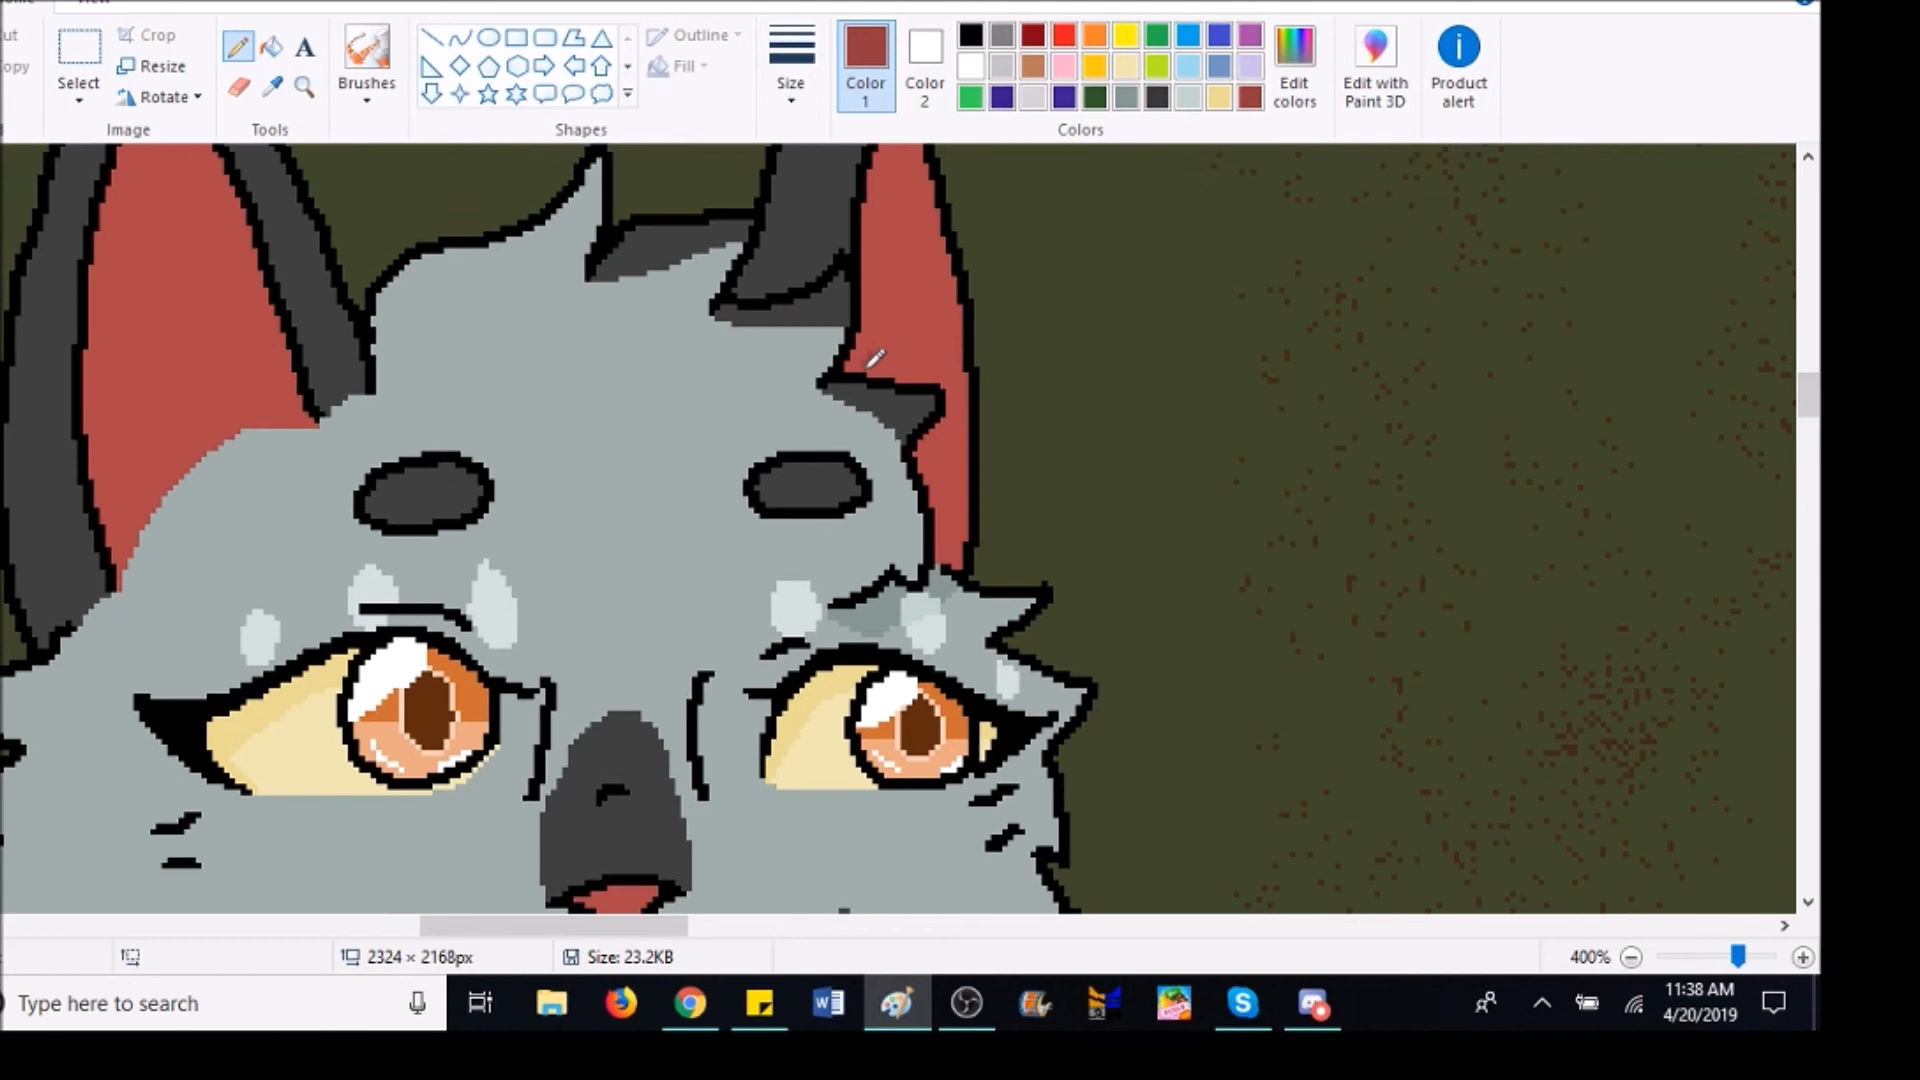 View
ut
opy
Select
Crop
Resize
Rotate
Image
A
Tools
Brushes
Shapes
Outline
Fill
Size
Color
1
Color
2
Edit
colors
Colors
Edit with
Paint 3D
Product
alert
2324 × 2168px
Size: 23.2KB
400%
Type here to search
11:38 AM
4/20/2019